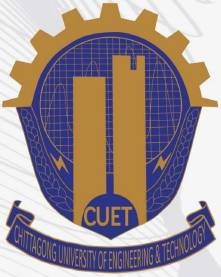 CUET
CHITTAGONG UNIVERSITY OF ENGINEERING & TECHNOLOGY